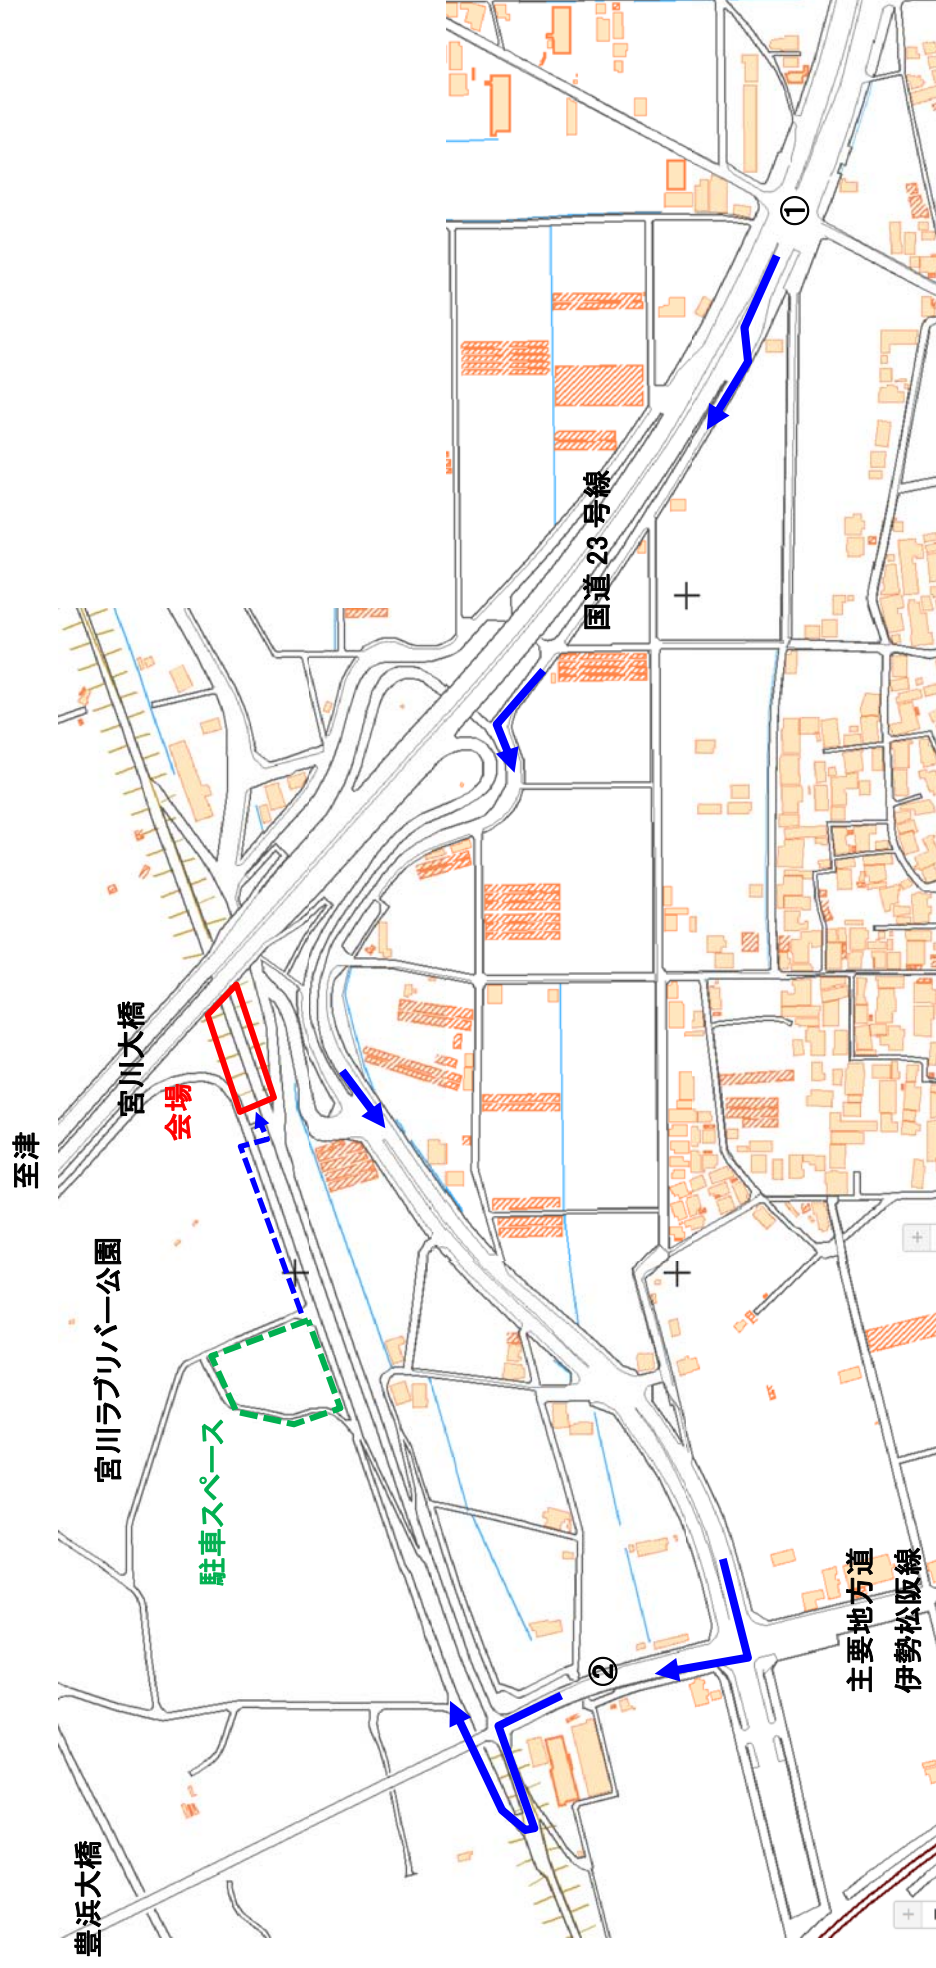 至津
宮川大橋
会場
宮川ラブリバー公園
駐車スペース
豊浜大橋
国道 23 号線
①
②
主要地方道
伊勢松阪線